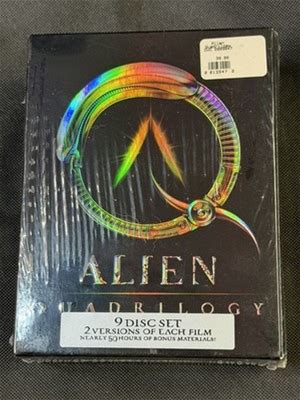 ALIEN
QUADRILOGY
9 DISC SET
2 VERSIONS OF EACH FILM
NEARLY 50 HOURS OF BONUS MATERIALS!